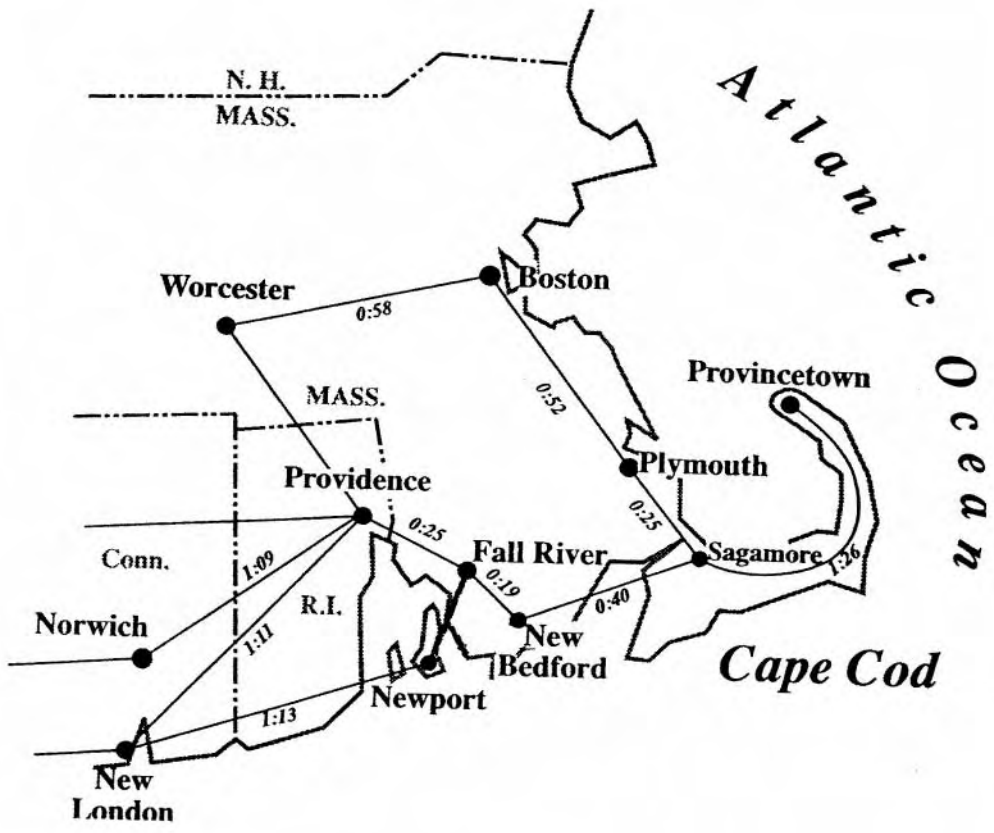 N. H.
MASS.
Atlantic Ocean
Worcester
0:58
Boston
Provincetown
MASS.
0:52
Plymouth
Providence
0:25
0:25
Conn.
1:09
Fall River
Sagamore
1:26
R.I.
0:19
0:40
Norwich
1:11
New
Bedford
Cape Cod
Newport
1:13
New
London